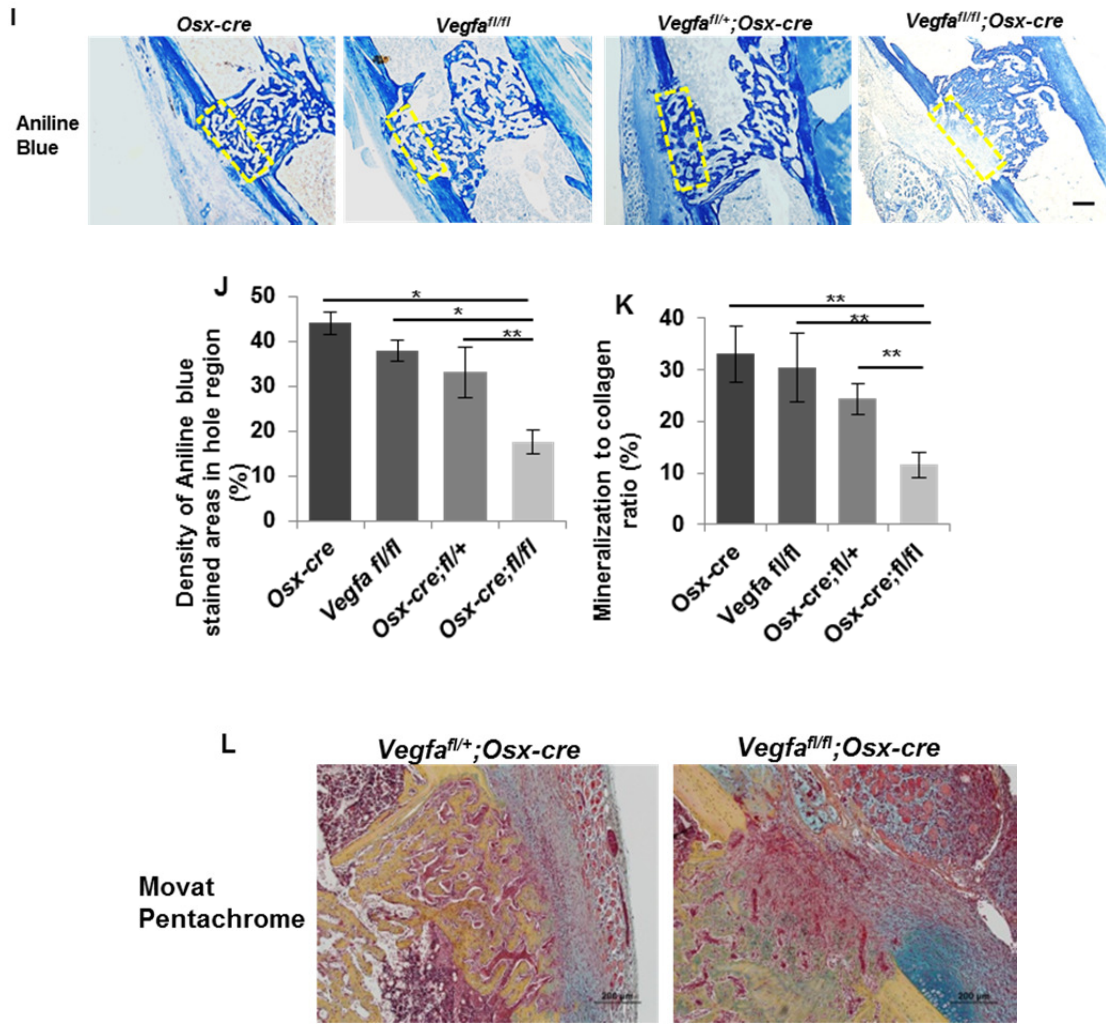 I
Osx-cre
Vegfa^fl/fl
Vegfa^fl/+;Osx-cre
Vegfa^fl/fl;Osx-cre
Aniline
Blue
J
Density of Aniline blue
stained areas in hole region
(%)
50
40
30
20
10
0
*
*
**
Osx-cre
Vegfa fl/fl
Osx-cre;fl/+
Osx-cre;fl/fl
K
Mineralization to collagen
ratio (%)
40
30
20
10
0
**
**
**
Osx-cre
Vegfa fl/fl
Osx-cre;fl/+
Osx-cre;fl/fl
L
Vegfa^fl/+;Osx-cre
Vegfa^fl/fl;Osx-cre
Movat
Pentachrome
200 µm
200 µm